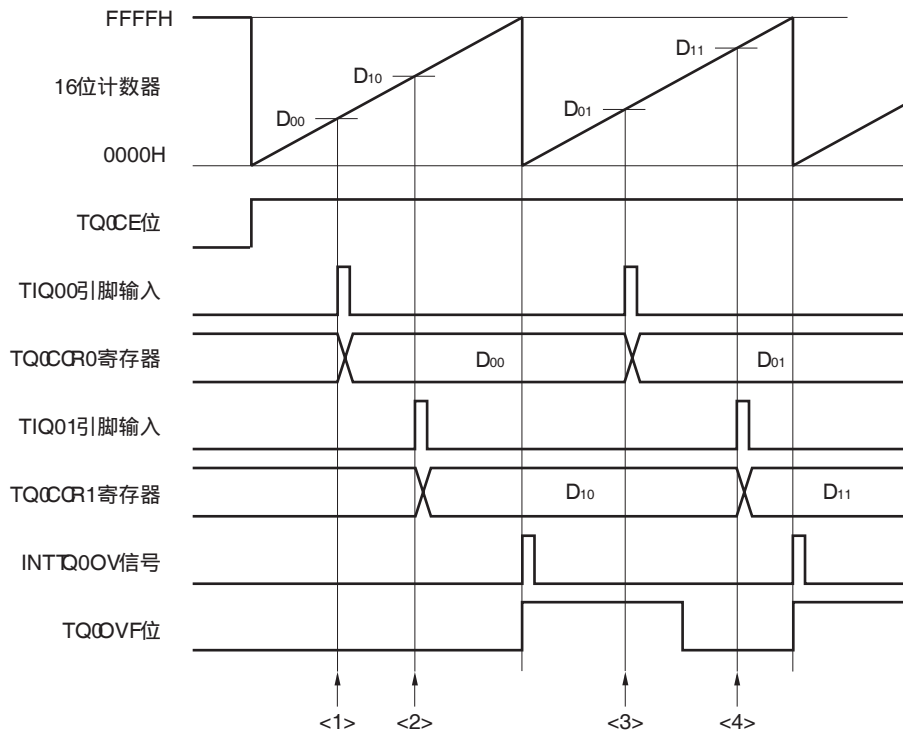 FFFFH
16位计数器
0000H
D00
D10
D01
D11
TQ0CE位
TIQ00引脚输入
TQ0CCR0寄存器
D00
D01
TIQ01引脚输入
TQ0CCR1寄存器
D10
D11
INTTQ0OV信号
TQ0OVF位
<1>
<2>
<3>
<4>